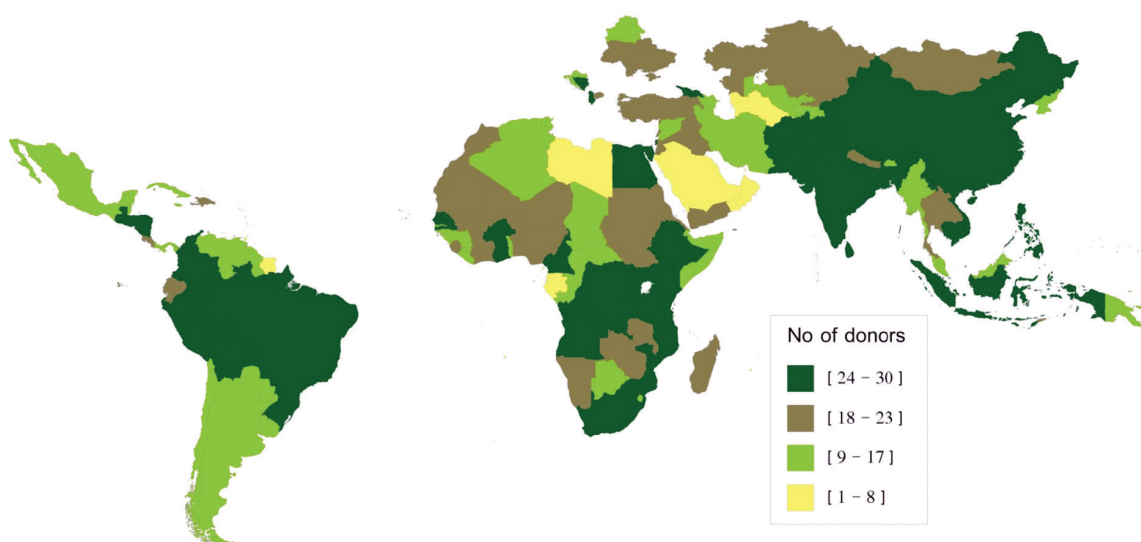 No of donors
[ 24 – 30 ]
[ 18 – 23 ]
[ 9 – 17 ]
[ 1 – 8 ]